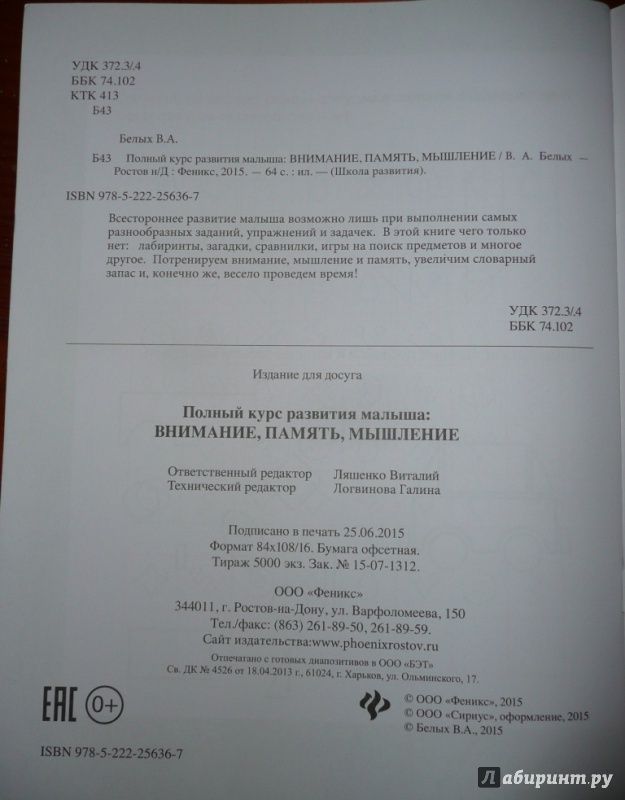 УДК 372.3/.4
ББК 74.102
КТК 413
Б43
Белых В.А.
Б43 Полный курс развития малыша: ВНИМАНИЕ, ПАМЯТЬ, МЫШЛЕНИЕ / В. А. Белых –
Ростов н/Д : Феникс, 2015. — 64 с. : ил.— (Школа развития).
ISBN 978-5-222-25636-7
Всестороннее развитие малыша возможно лишь при выполнении самых
разнообразных заданий, упражнений и задачек. В этой книге чего только
нет: лабиринты, загадки, сравнилки, игры на поиск предметов и многое
другое. Потренируем внимание, мышление и память, увеличим словарный
запас и, конечно же, весело проведем время!
УДК 372.3/.4
ББК 74.102
Издание для досуга
Полный курс развития малыша:
ВНИМАНИЕ, ПАМЯТЬ, МЫШЛЕНИЕ
Ответственный редактор Ляшенко Виталий
Технический редактор Логвинова Галина
Подписано в печать 25.06.2015
Формат 84х108/16. Бумага офсетная.
Тираж 5000 экз. Зак. № 15-07-1312.
ООО «Феникс»
344011, г. Ростов-на-Дону, ул. Варфоломеева, 150
Тел./факс: (863) 261-89-50, 261-89-59.
Сайт издательства:www.phoenixrostov.ru
Отпечатано с готовых диапозитивов в ООО «БЭТ»
Св. ДК № 4526 от 18.04.2013 г., 61024, г. Харьков, ул. Ольминского, 17.
ЕАС 0+
© ООО «Феникс», 2015
© ООО «Сириус», оформление, 2015
© Белых В.А., 2015
ISBN 978-5-222-25636-7
Лабиринт.ру